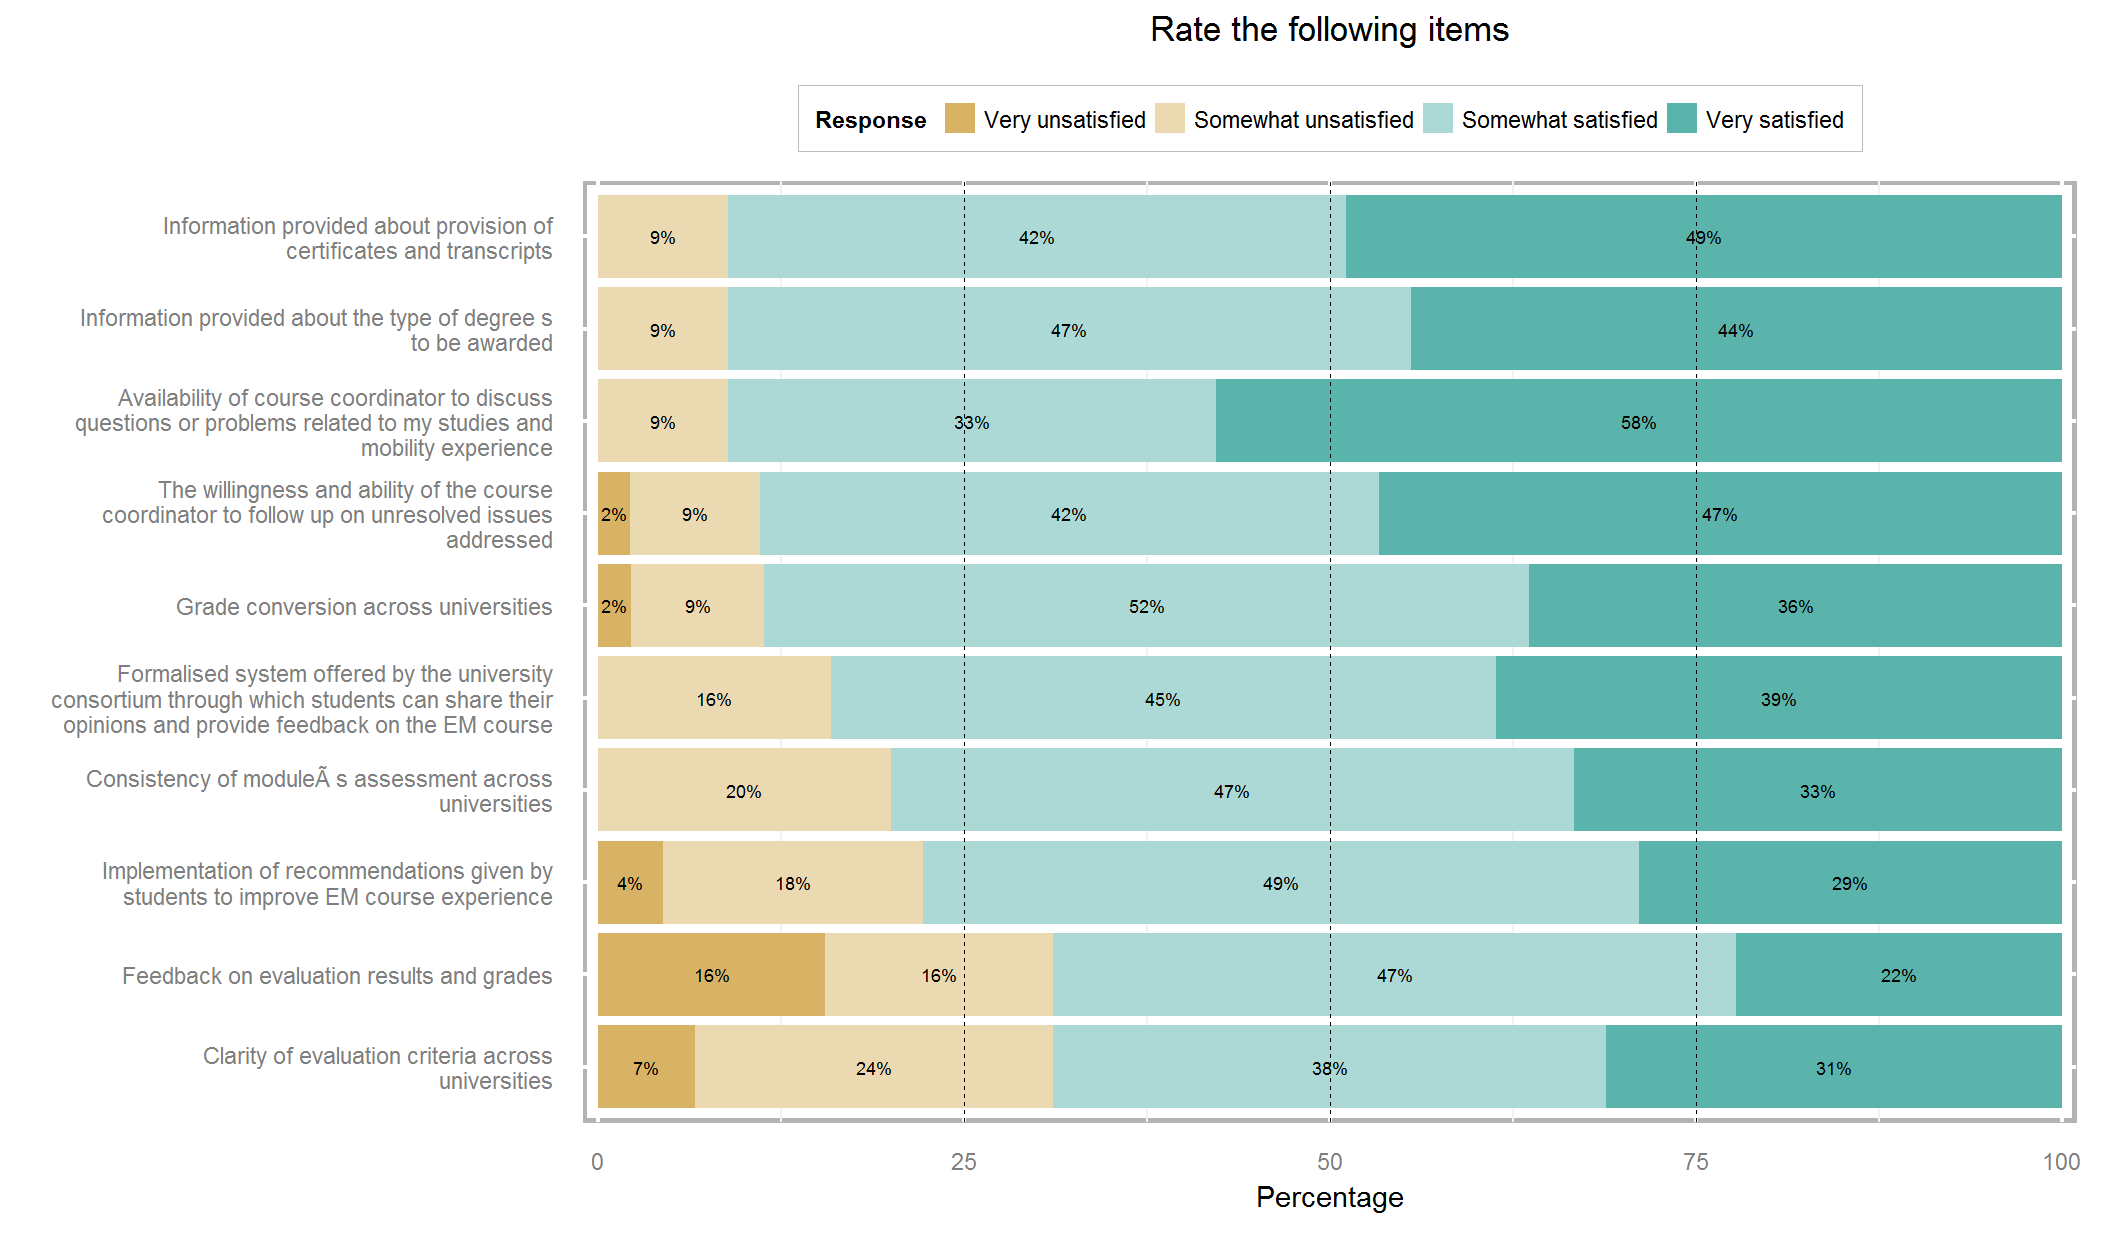 Rate the following items
Response Very unsatisfied Somewhat unsatisfied Somewhat satisfied Very satisfied
Information provided about provision of
certificates and transcripts
9% 42% 49%
Information provided about the type of degree s
to be awarded
9% 47% 44%
Availability of course coordinator to discuss
questions or problems related to my studies and
mobility experience
9% 33% 58%
The willingness and ability of the course
coordinator to follow up on unresolved issues
addressed
2% 9% 42% 47%
Grade conversion across universities
2% 9% 52% 36%
Formalised system offered by the university
consortium through which students can share their
opinions and provide feedback on the EM course
16% 45% 39%
Consistency of moduleÃ s assessment across
universities
20% 47% 33%
Implementation of recommendations given by
students to improve EM course experience
4% 18% 49% 29%
Feedback on evaluation results and grades
16% 16% 47% 22%
Clarity of evaluation criteria across
universities
7% 24% 38% 31%
0 25 50 75 100
Percentage